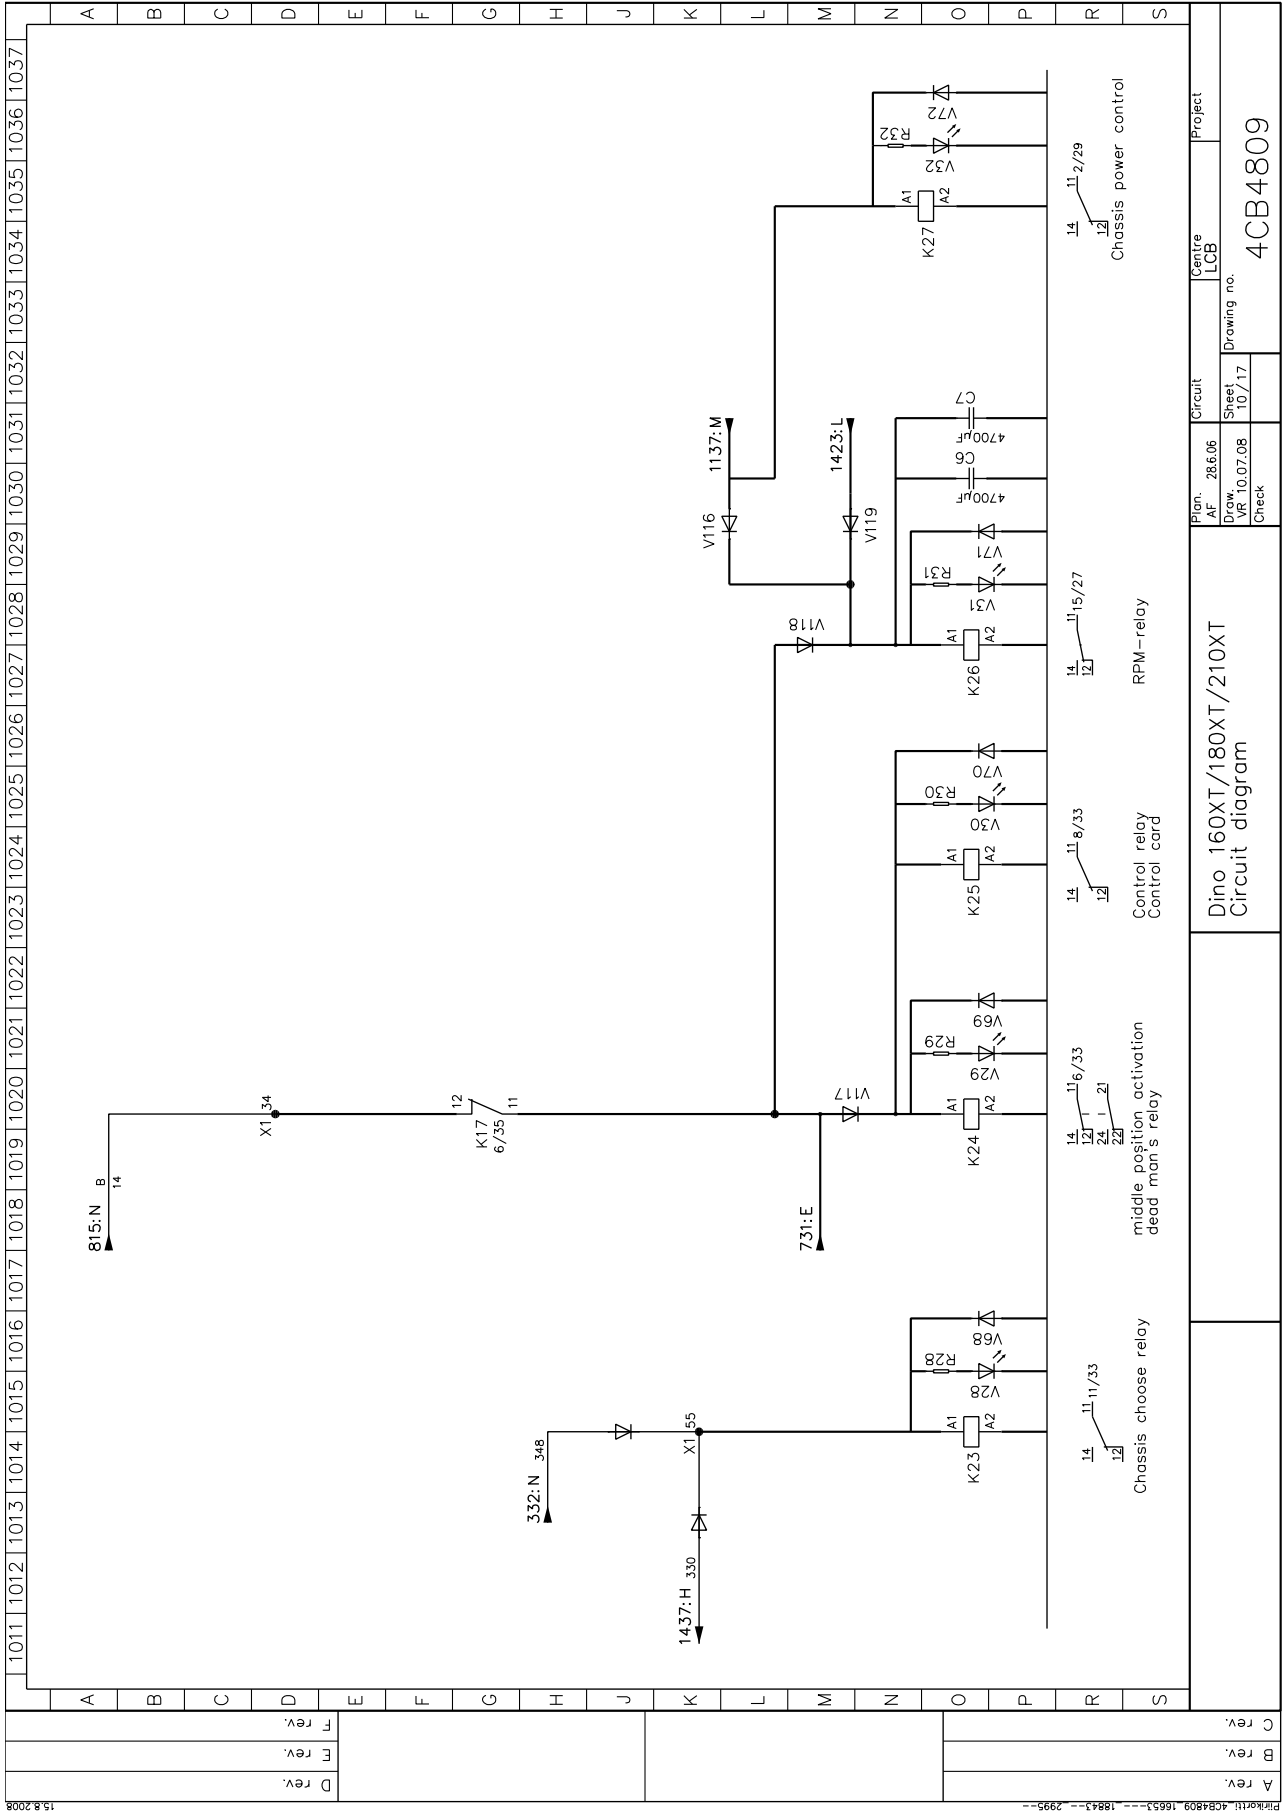 1011 1012 1013 1014 1015 1016 1017 1018 1019 1020 1021 1022 1023 1024 1025 1026 1027 1028 1029 1030 1031 1032 1033 1034 1035 1036 1037
A A
B B
C C
D D
E E
F F
G G
H H
J J
K K
L L
M M
N N
O O
P P
R R
S S
815:N B
14
X1 34
K17 12 11
6/35
332:N 348
1437:H 330
X1 55
731:E
V117
V118
V116
1137:M
V119
1423:L
K23 A1 A2
R28
V28
V68
K24 A1 A2
R29
V29
V69
K25 A1 A2
R30
V30
V70
K26 A1 A2
R31
V31
V71
4700µF C6
4700µF C7
K27 A1 A2
R32
V32
V72
14 11 11/33
12
Chassis choose relay
14 11 6/33
12
24 21
22
middle position activation
dead man's relay
14 11 8/33
12
Control relay
Control card
14 11 15/27
12
RPM-relay
14 11 2/29
12
Chassis power control
Dino 160XT/180XT/210XT
Circuit diagram
Plan.
AF 28.6.06
Draw.
VR 10.07.08
Check
Circuit
Sheet
10/17
Centre
LCB
Project
Drawing no.
4CB4809
F rev.
E rev.
D rev.
C rev.
B rev.
A rev.
15.8.2008
Piirikortti_4CB4809_16653---_18843--_2995--